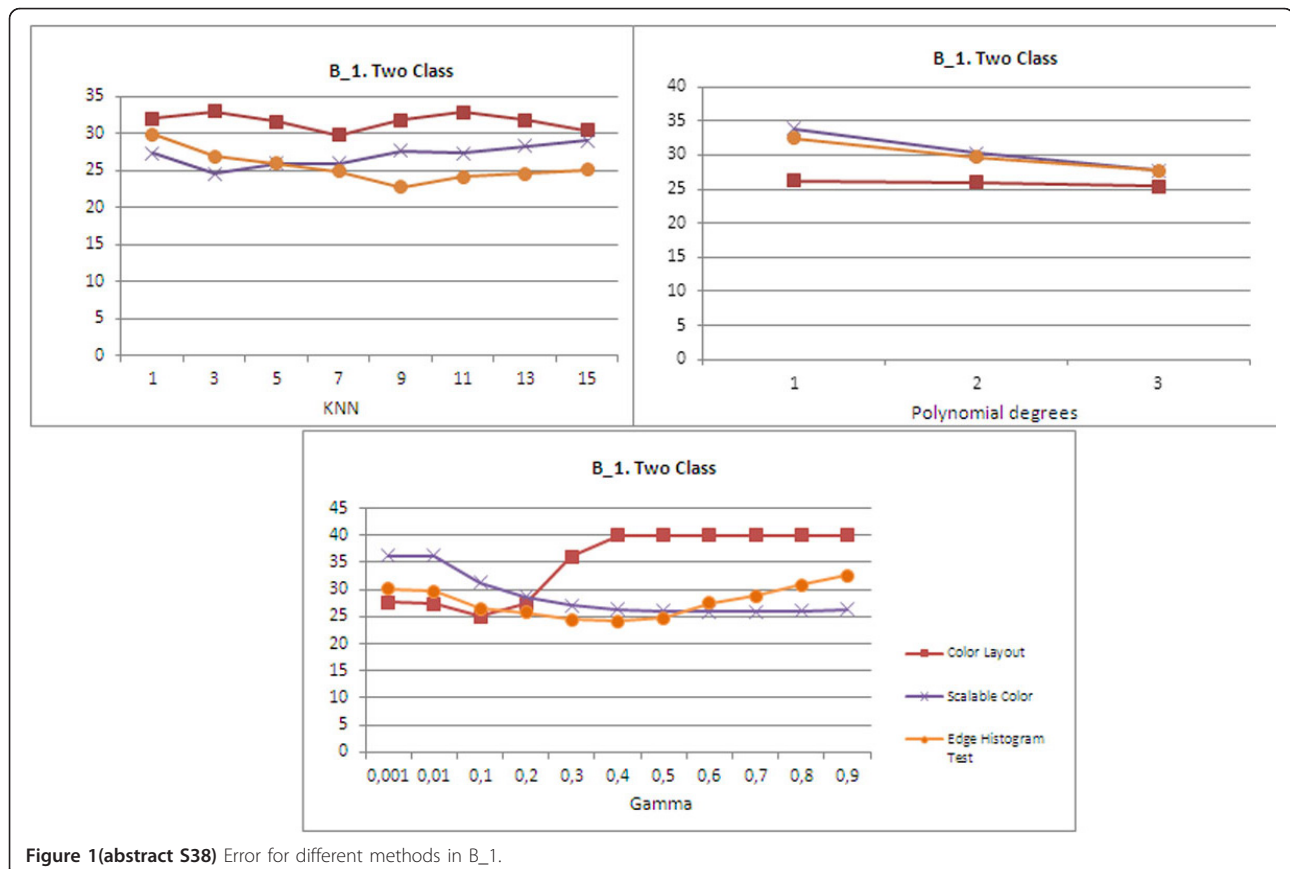 B_1. Two Class
35
30
25
20
15
10
5
0
1 3 5 7 9 11 13 15
KNN
B_1. Two Class
40
35
30
25
20
15
10
5
0
1 2 3
Polynomial degrees
B_1. Two Class
45
40
35
30
25
20
15
10
5
0
0,001 0,01 0,1 0,2 0,3 0,4 0,5 0,6 0,7 0,8 0,9
Gamma
Color Layout
Scalable Color
Edge Histogram
Test
Figure 1(abstract S38) Error for different methods in B_1.